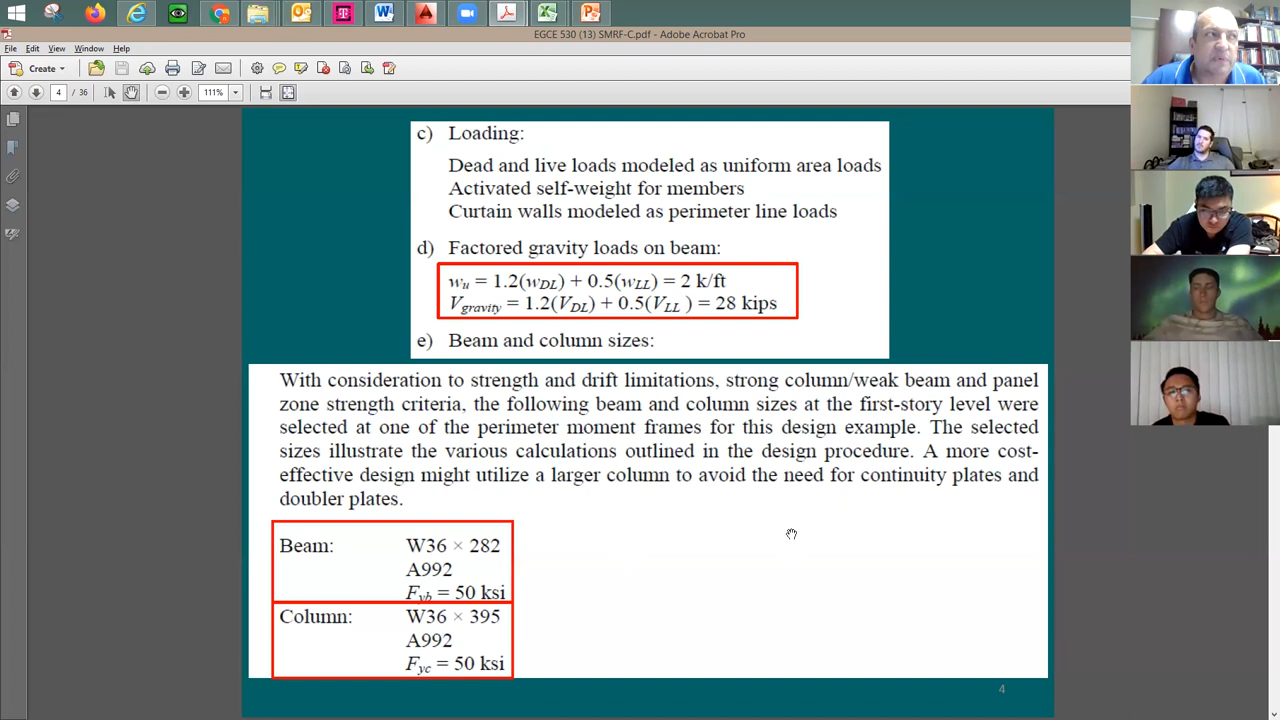 EGCE 530 (13) SMRF-C.pdf - Adobe Acrobat Pro
File Edit View Window Help
Create
4 / 36 111%
c) Loading:
Dead and live loads modeled as uniform area loads
Activated self-weight for members
Curtain walls modeled as perimeter line loads
d) Factored gravity loads on beam:
wu = 1.2(wDL) + 0.5(wLL) = 2 k/ft
Vgravity = 1.2(VDL) + 0.5(VLL ) = 28 kips
e) Beam and column sizes:
With consideration to strength and drift limitations, strong column/weak beam and panel
zone strength criteria, the following beam and column sizes at the first-story level were
selected at one of the perimeter moment frames for this design example. The selected
sizes illustrate the various calculations outlined in the design procedure. A more cost-
effective design might utilize a larger column to avoid the need for continuity plates and
doubler plates.
Beam: W36 × 282
A992
Fyb = 50 ksi
Column: W36 × 395
A992
Fyc = 50 ksi
4